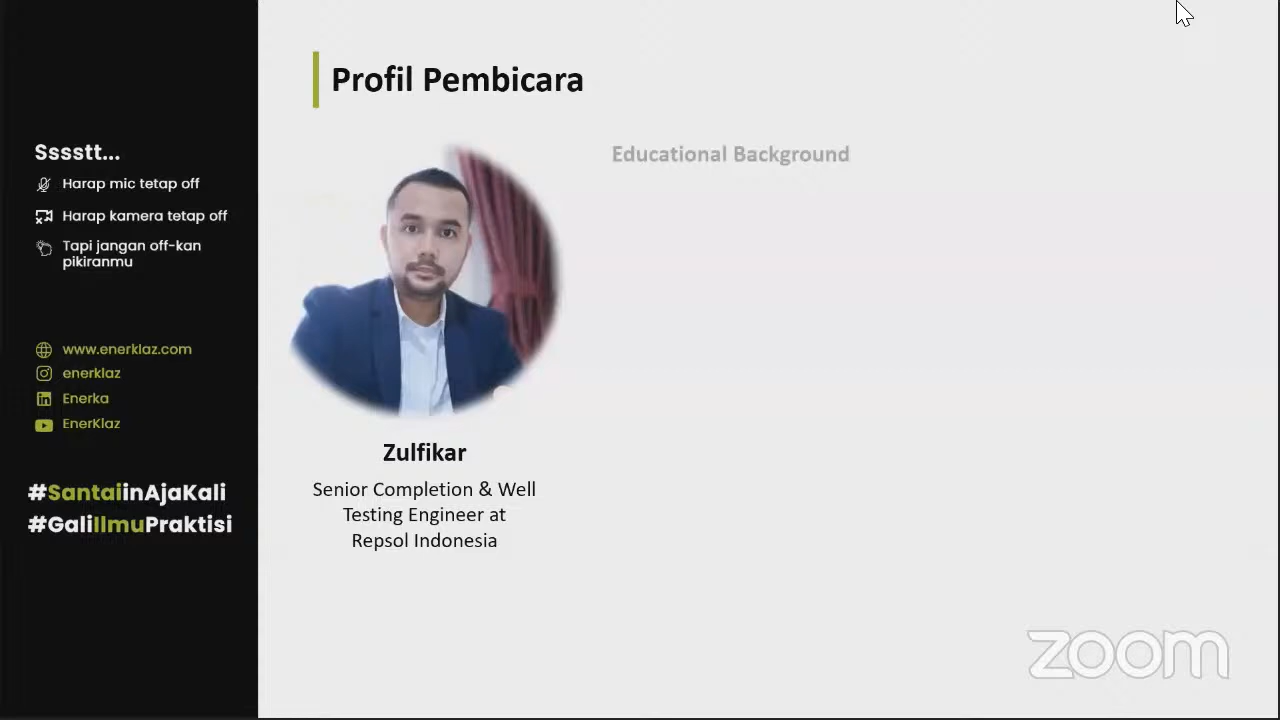 Profil Pembicara
Sssstt...
Harap mic tetap off
Harap kamera tetap off
Tapi jangan off-kan
pikiranmu
www.enerklaz.com
enerklaz
Enerka
EnerKlaz
#SantaiinAjaKali
#GaliIlmuPraktisi
Educational Background
Zulfikar
Senior Completion & Well
Testing Engineer at
Repsol Indonesia
zoom